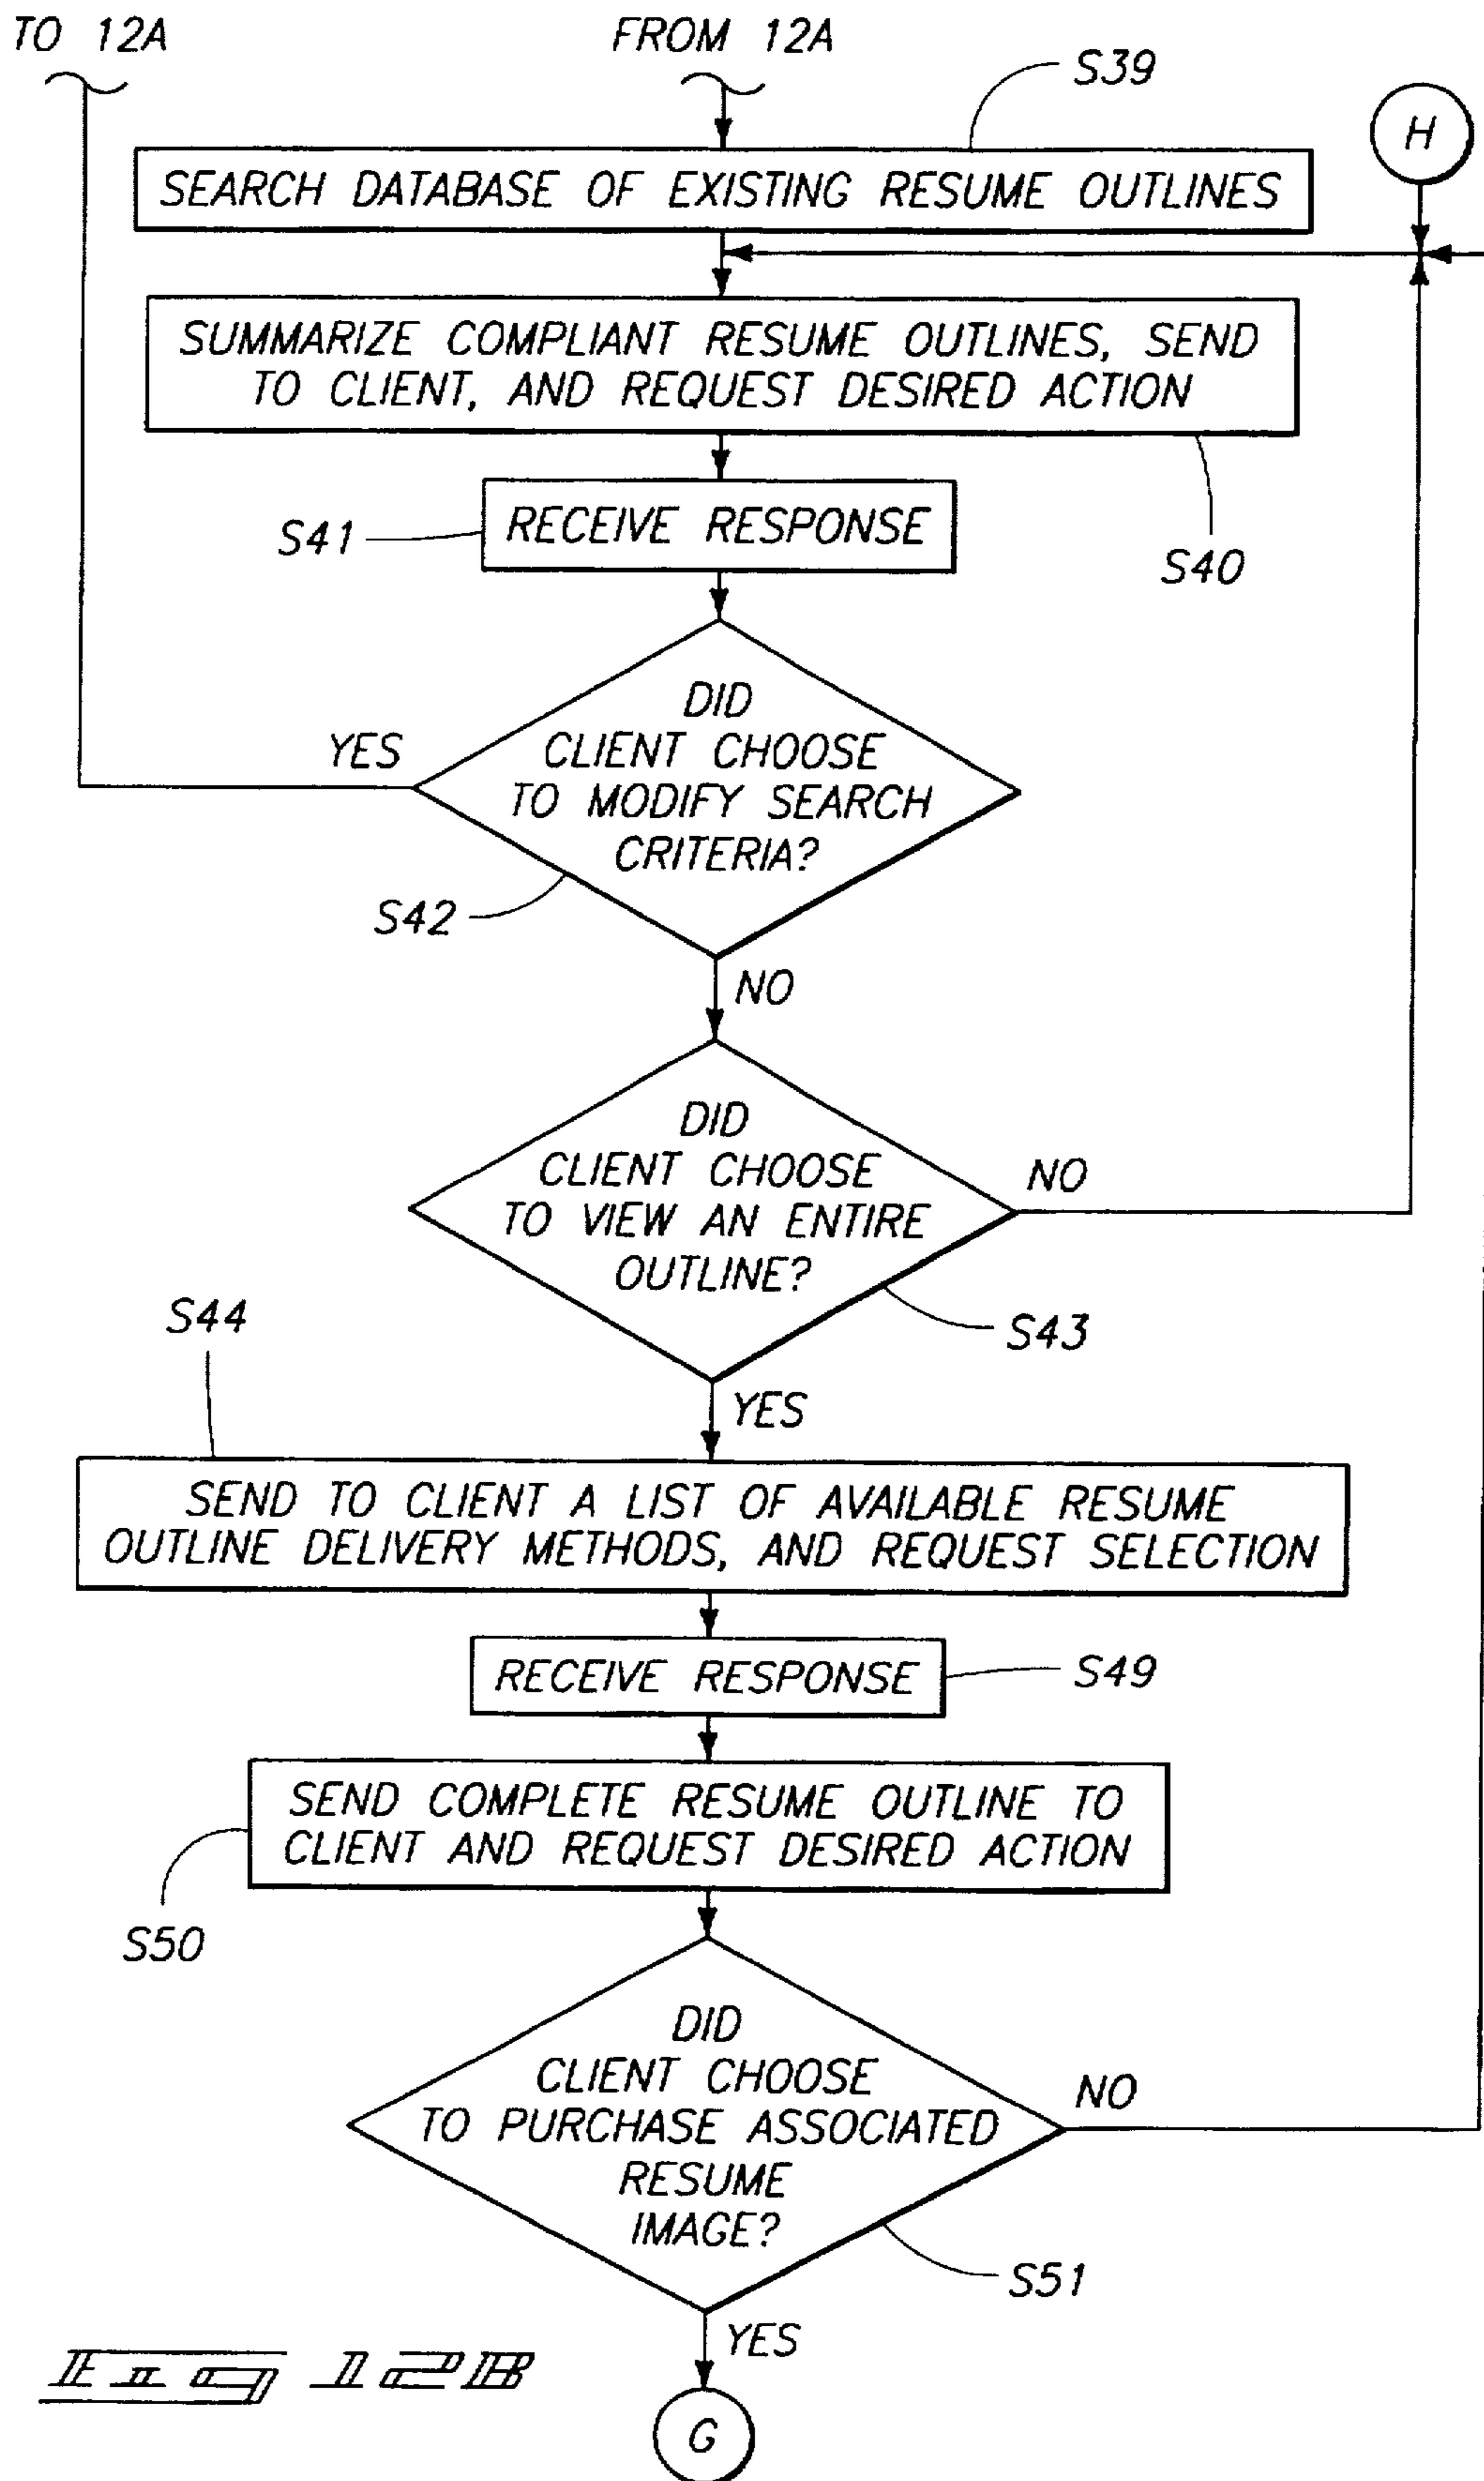 TO 12A
FROM 12A
S39
H
SEARCH DATABASE OF EXISTING RESUME OUTLINES
SUMMARIZE COMPLIANT RESUME OUTLINES, SEND
TO CLIENT, AND REQUEST DESIRED ACTION
S40
RECEIVE RESPONSE
S41
DID
CLIENT CHOOSE
TO MODIFY SEARCH
CRITERIA?
YES
S42
NO
DID
CLIENT CHOOSE
TO VIEW AN ENTIRE
OUTLINE?
NO
S43
YES
S44
SEND TO CLIENT A LIST OF AVAILABLE RESUME
OUTLINE DELIVERY METHODS, AND REQUEST SELECTION
RECEIVE RESPONSE
S49
SEND COMPLETE RESUME OUTLINE TO
CLIENT AND REQUEST DESIRED ACTION
S50
DID
CLIENT CHOOSE
TO PURCHASE ASSOCIATED
RESUME
IMAGE?
NO
S51
YES
G
Fig 12B